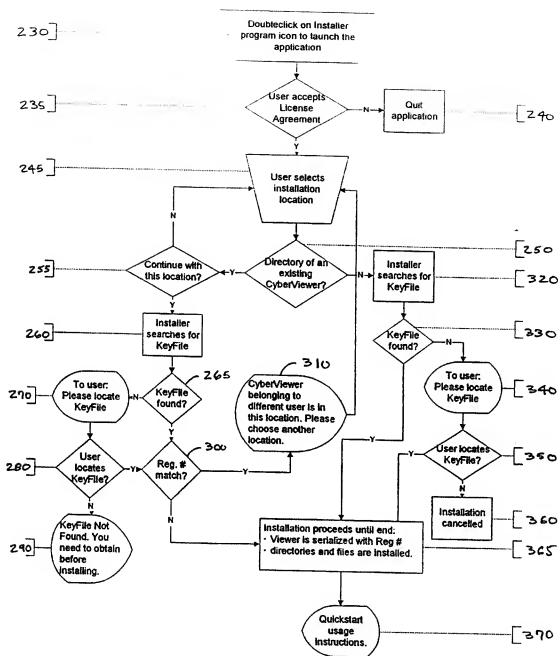 Doubleclick on Installer
program icon to launch the
application
230
235
User accepts
License
Agreement
N
Quit
application
240
Y
245
User selects
installation
location
N
250
255
Continue with
this location?
Y
Directory of an
existing
CyberViewer?
N
Installer
searches for
KeyFile
320
Y
260
Installer
searches for
KeyFile
330
KeyFile
found?
N
265
310
270
To user:
Please locate
KeyFile
N
KeyFile
found?
CyberViewer
belonging to
different user is in
this location. Please
choose another
location.
To user:
Please locate
KeyFile
340
Y
300
Y
280
User
locates
KeyFile?
Y
Reg. #
match?
Y
Y
User locates
KeyFile?
350
N
N
N
Installation
cancelled
360
290
KeyFile Not
Found. You
need to obtain
before
installing.
Installation proceeds until end:
· Viewer is serialized with Reg #
· directories and files are installed.
365
Quickstart
usage
instructions.
370